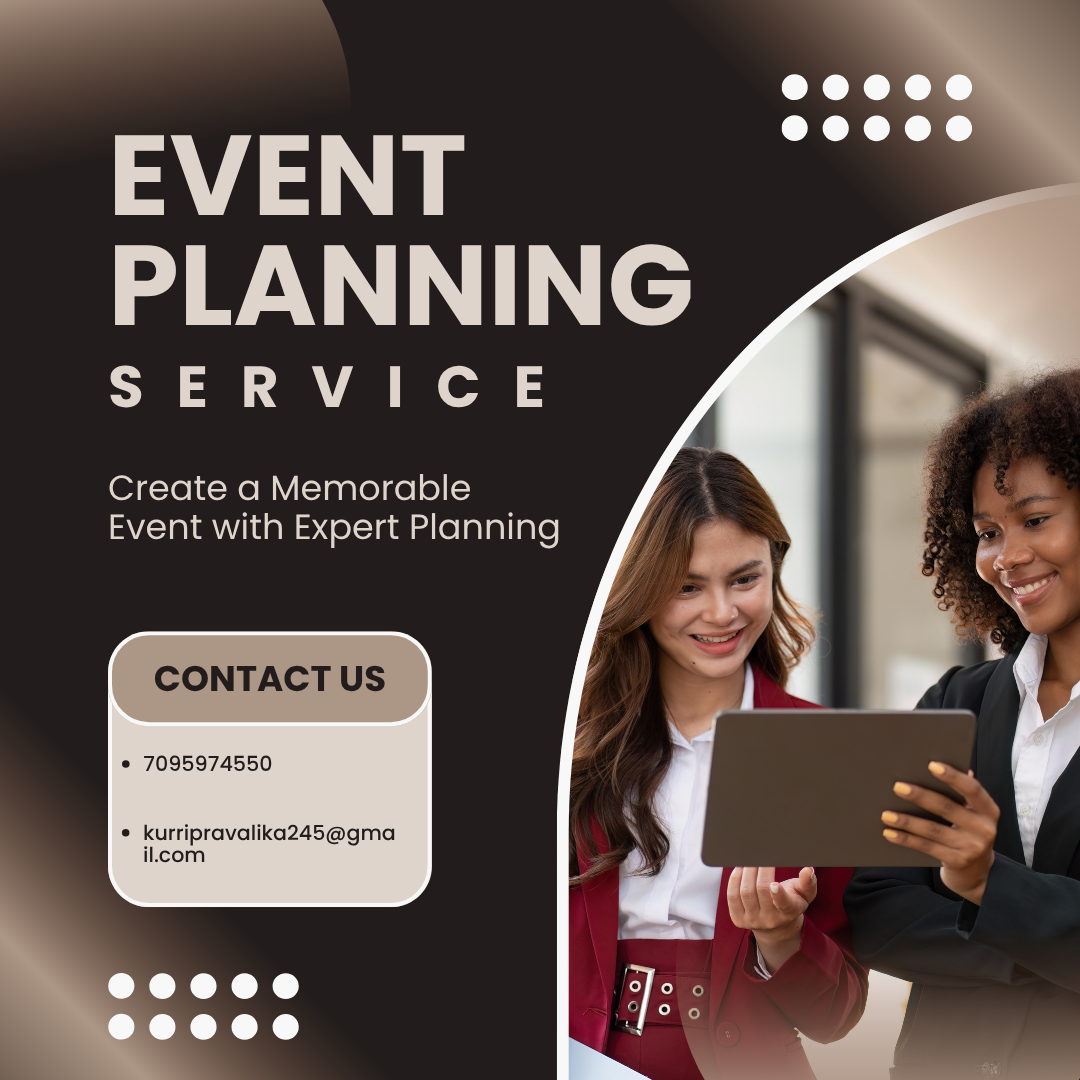 EVENT
PLANNING
SERVICE
Create a Memorable
Event with Expert Planning
CONTACT US
• 7095974550
• kurripravalika245@gma
il.com